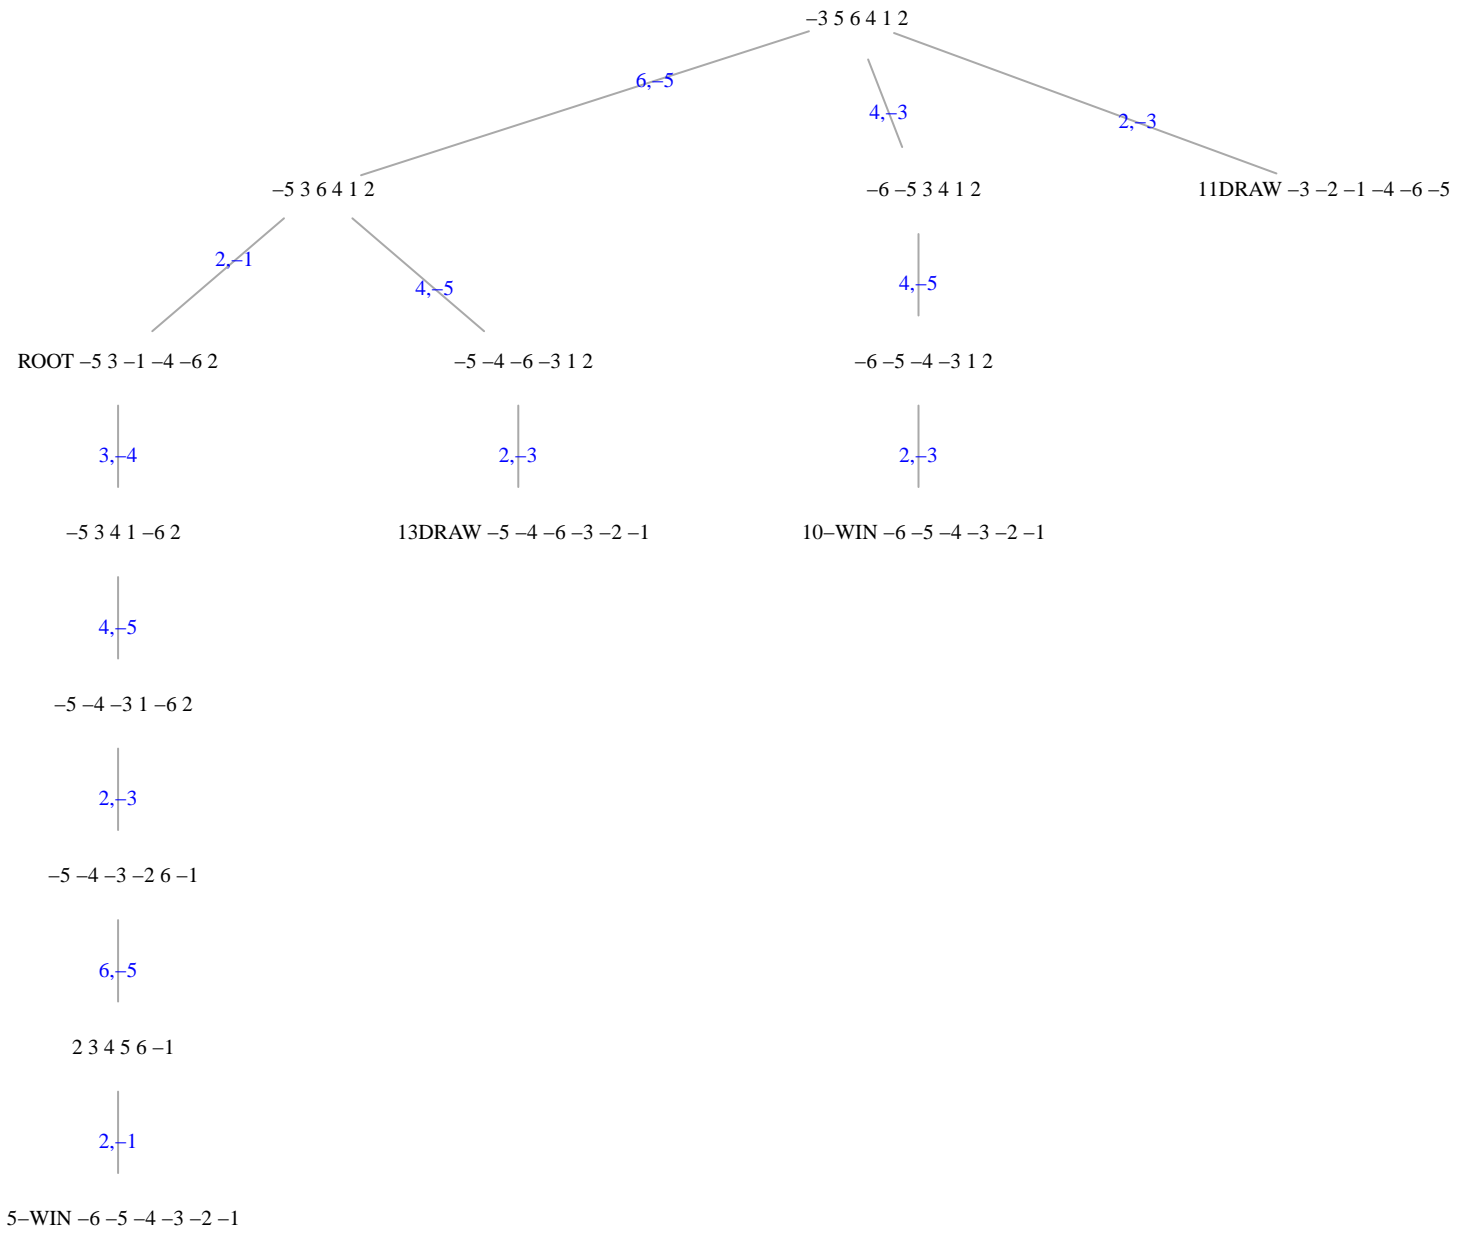 –3 5 6 4 1 2
6,–5
4,–3
2,–3
–5 3 6 4 1 2
–6 –5 3 4 1 2
11DRAW –3 –2 –1 –4 –6 –5
2,–1
4,–5
4,–5
ROOT –5 3 –1 –4 –6 2
–5 –4 –6 –3 1 2
–6 –5 –4 –3 1 2
3,–4
2,–3
2,–3
–5 3 4 1 –6 2
13DRAW –5 –4 –6 –3 –2 –1
10–WIN –6 –5 –4 –3 –2 –1
4,–5
–5 –4 –3 1 –6 2
2,–3
–5 –4 –3 –2 6 –1
6,–5
2 3 4 5 6 –1
2,–1
5–WIN –6 –5 –4 –3 –2 –1